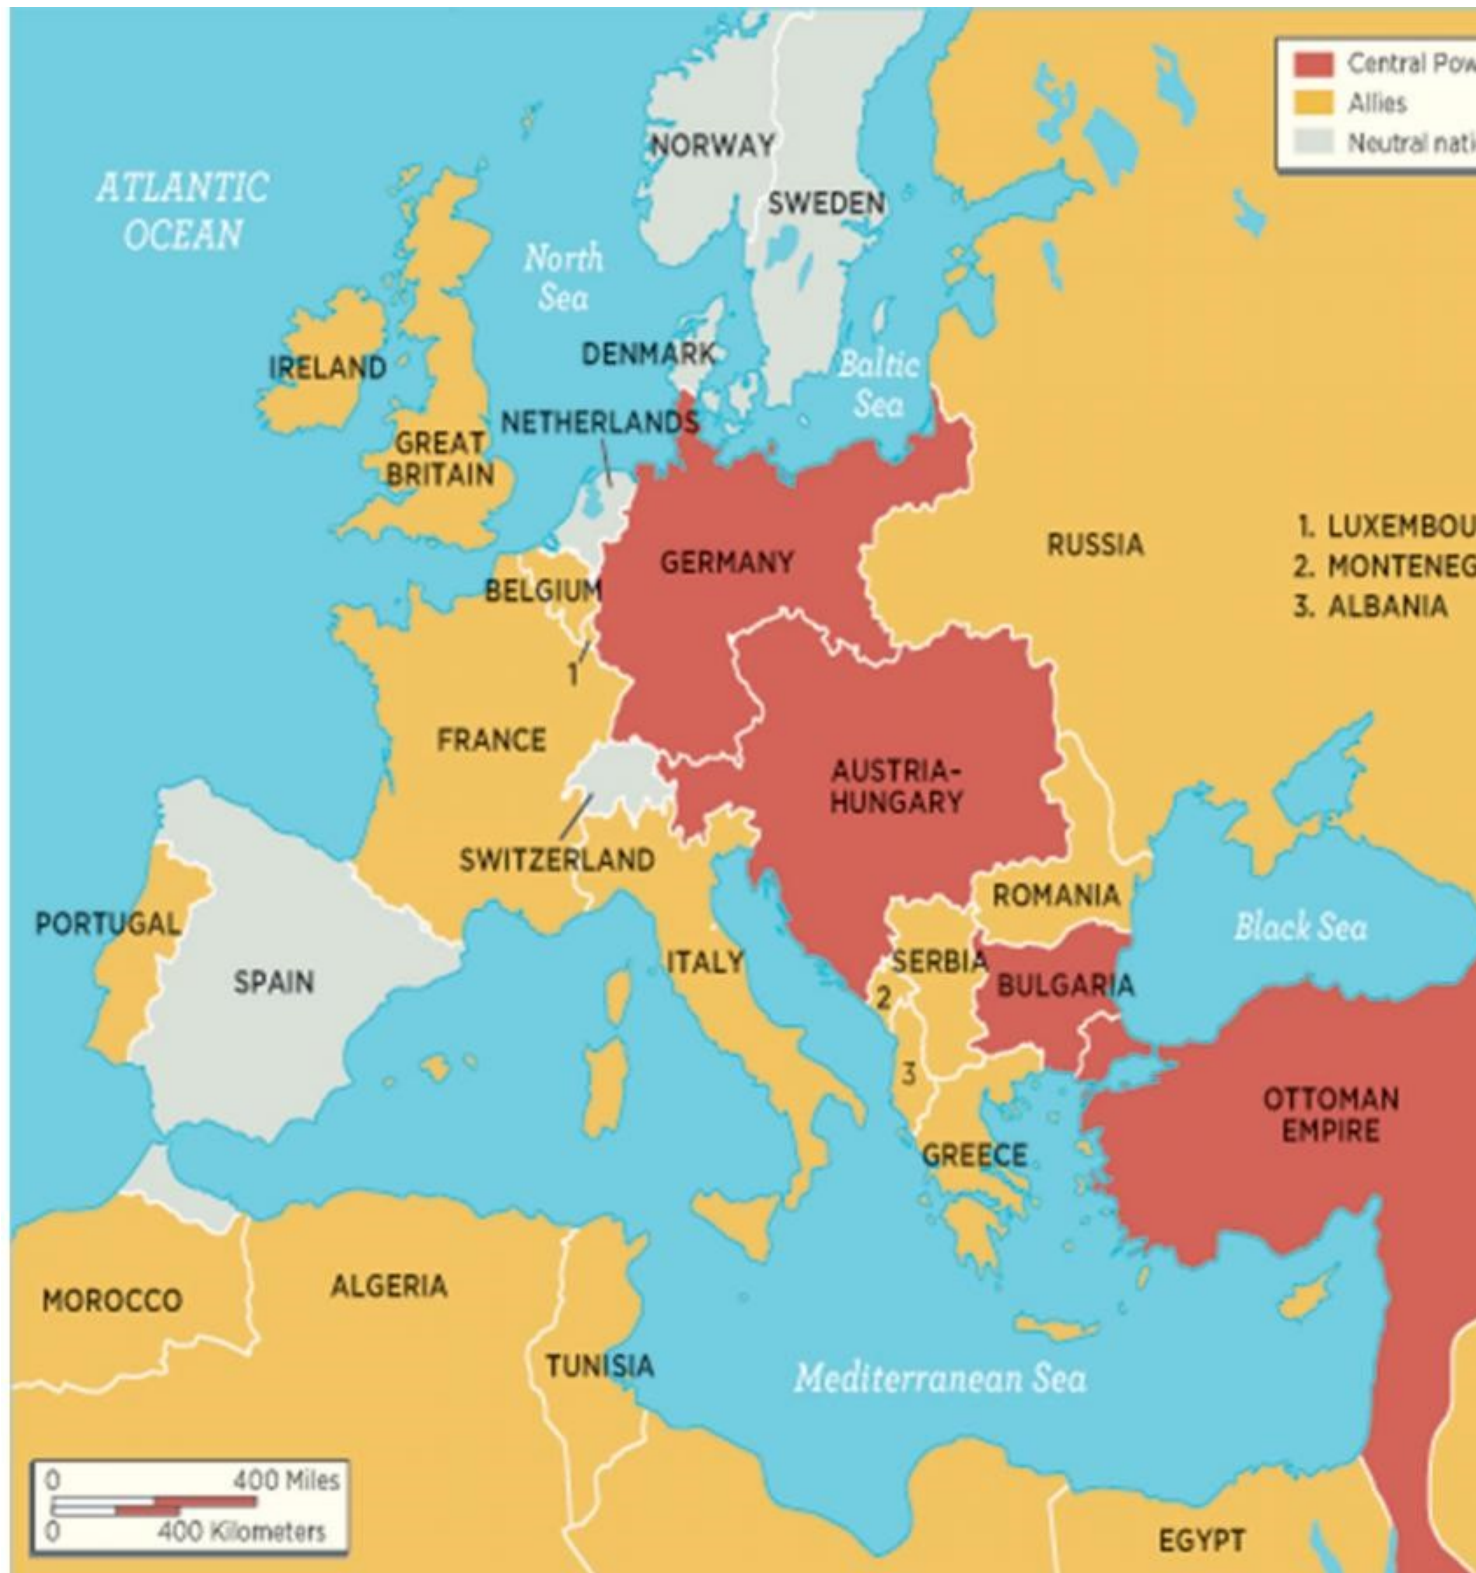 Central Pow
Allies
Neutral nati
NORWAY
ATLANTIC
OCEAN
SWEDEN
North
Sea
DENMARK
IRELAND
Baltic
Sea
NETHERLANDS
GREAT
BRITAIN
1. LUXEMBOU
2. MONTENEG
3. ALBANIA
RUSSIA
GERMANY
BELGIUM
1
FRANCE
AUSTRIA-
HUNGARY
SWITZERLAND
ROMANIA
PORTUGAL
Black Sea
ITALY
SERBIA
SPAIN
BULGARIA
2
3
OTTOMAN
EMPIRE
GREECE
MOROCCO
ALGERIA
TUNISIA
Mediterranean Sea
0 400 Miles
0 400 Kilometers
EGYPT